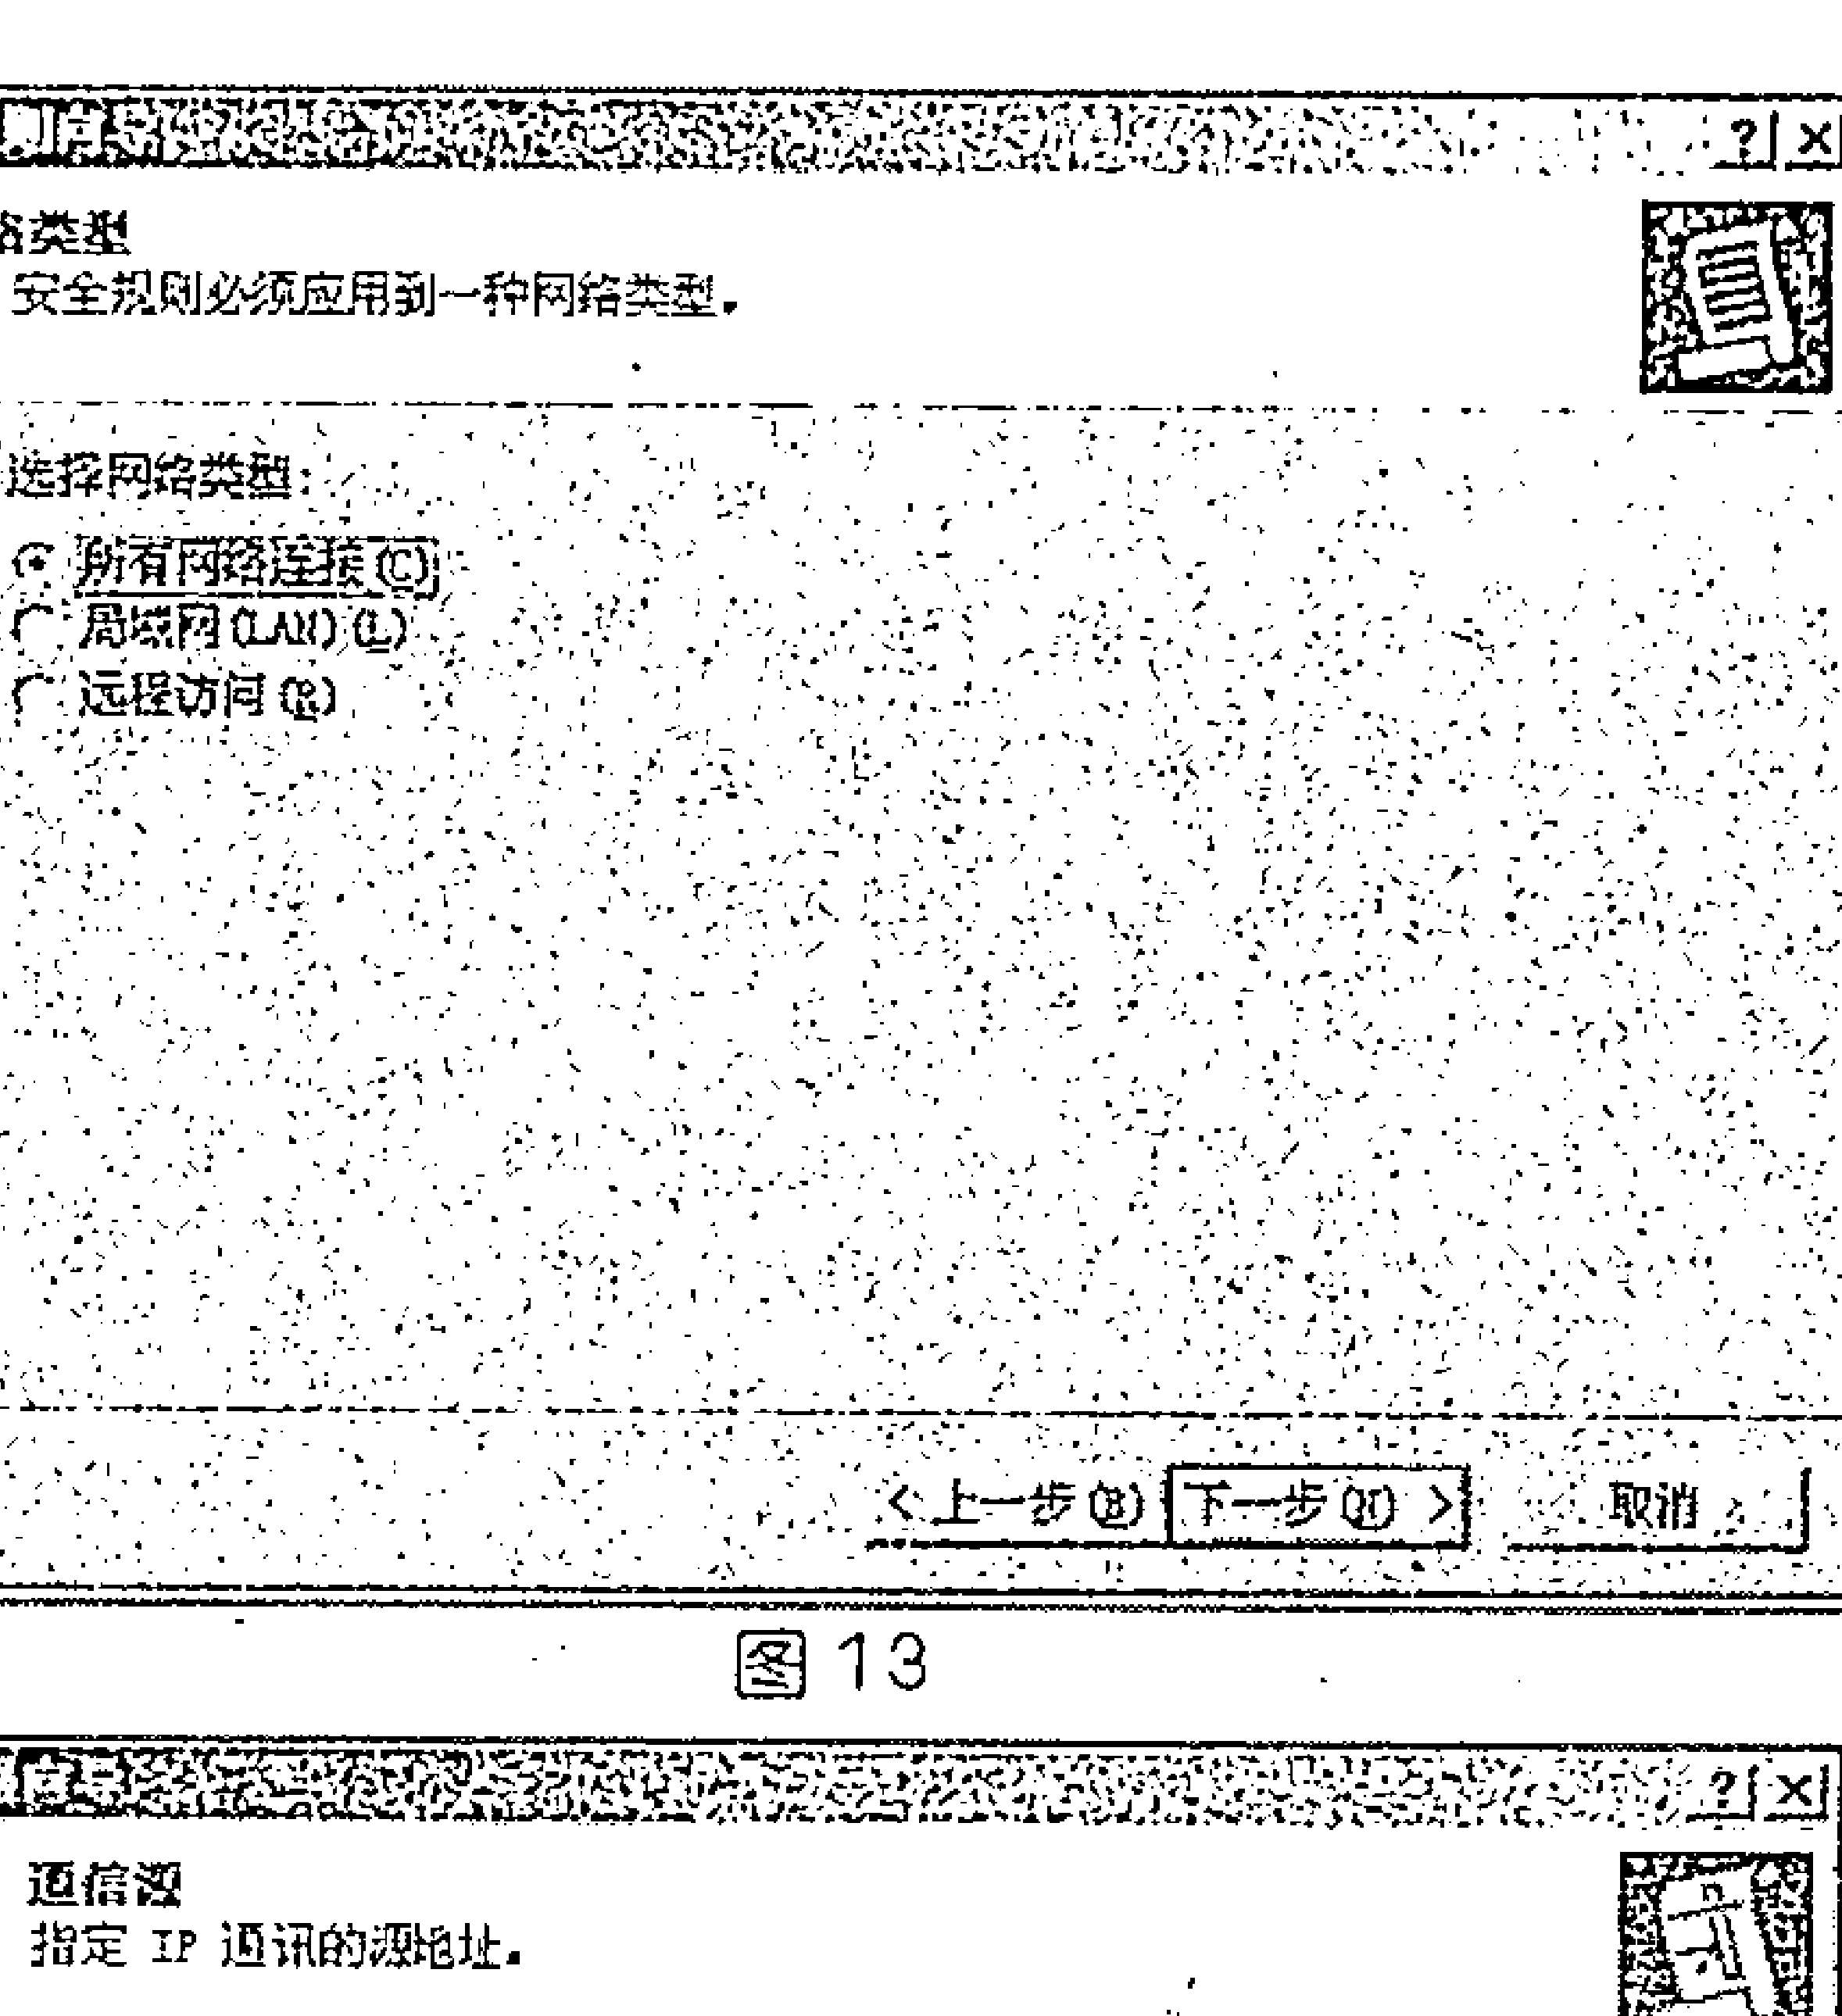 络类型
安全规则必须应用到一种网络类型。
选择网络类型:
所有网络连接(C)
局域网(LAN)(L)
远程访问(R)
< 上一步(B) 下一步(N) > 取消
图 13
通信源
指定 IP 通讯的源地址。